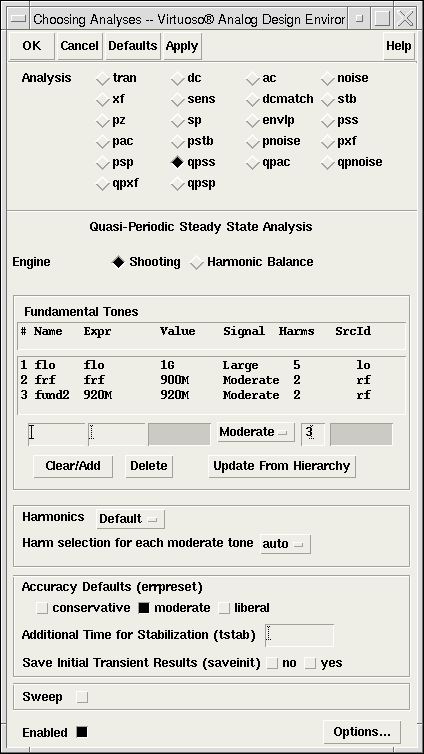 Choosing Analyses -- Virtuoso® Analog Design Enviror
OK Cancel Defaults Apply Help
Analysis tran dc ac noise
xf sens dcmatch stb
pz sp envlp pss
pac pstb pnoise pxf
psp qpss qpac qpnoise
qpxf qpsp
Quasi-Periodic Steady State Analysis
Engine Shooting Harmonic Balance
Fundamental Tones
# Name Expr Value Signal Harms SrcId
1 flo flo 1G Large 5 lo
2 frf frf 900M Moderate 2 rf
3 fund2 920M 920M Moderate 2 rf
Moderate 3
Clear/Add Delete Update From Hierarchy
Harmonics Default
Harm selection for each moderate tone auto
Accuracy Defaults (errpreset)
conservative moderate liberal
Additional Time for Stabilization (tstab)
Save Initial Transient Results (saveinit) no yes
Sweep
Enabled Options...